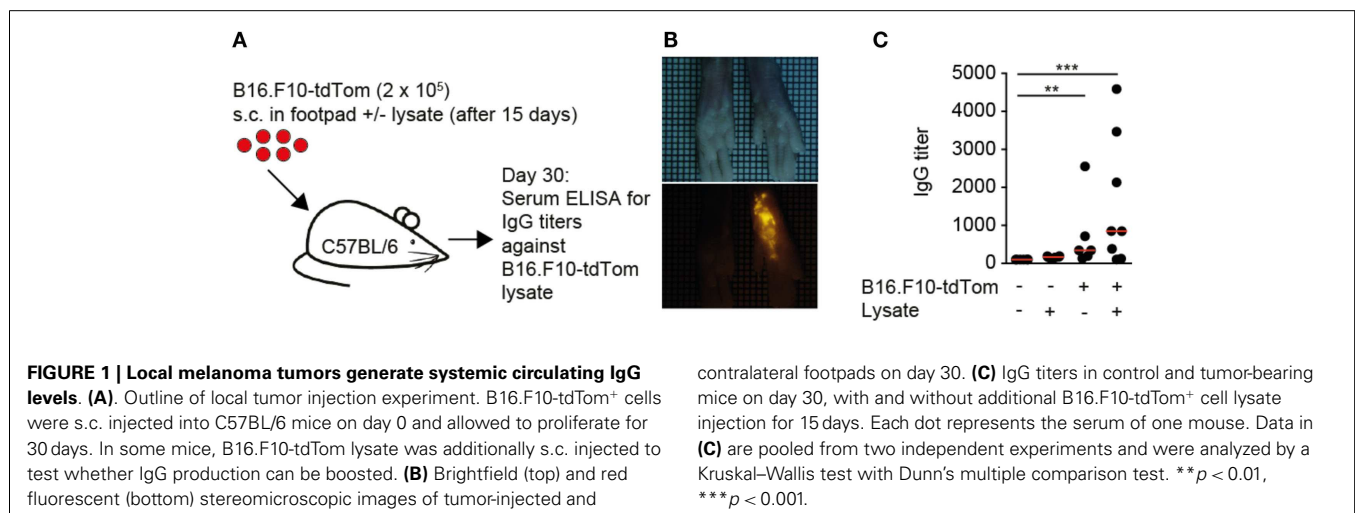 A
B16.F10-tdTom (2 x 10⁵)
s.c. in footpad +/- lysate (after 15 days)
C57BL/6
Day 30:
Serum ELISA for
IgG titers
against
B16.F10-tdTom
lysate
B
C
IgG titer
5000
4000
3000
2000
1000
0
***
**
B16.F10-tdTom - - + +
Lysate - + - +
FIGURE 1 | Local melanoma tumors generate systemic circulating IgG
levels. (A). Outline of local tumor injection experiment. B16.F10-tdTom⁺ cells
were s.c. injected into C57BL/6 mice on day 0 and allowed to proliferate for
30 days. In some mice, B16.F10-tdTom lysate was additionally s.c. injected to
test whether IgG production can be boosted. (B) Brightfield (top) and red
fluorescent (bottom) stereomicroscopic images of tumor-injected and
contralateral footpads on day 30. (C) IgG titers in control and tumor-bearing
mice on day 30, with and without additional B16.F10-tdTom⁺ cell lysate
injection for 15 days. Each dot represents the serum of one mouse. Data in
(C) are pooled from two independent experiments and were analyzed by a
Kruskal–Wallis test with Dunn's multiple comparison test. **p < 0.01,
***p < 0.001.